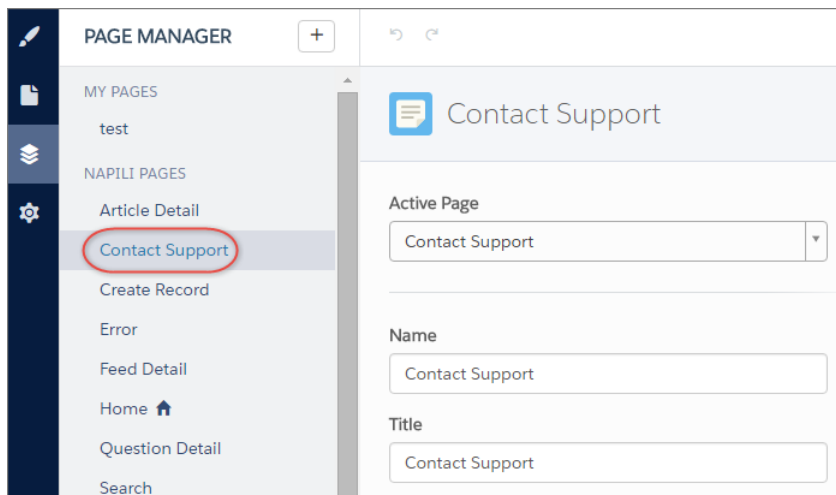 PAGE MANAGER
+
MY PAGES
test
NAPILI PAGES
Article Detail
Contact Support
Create Record
Error
Feed Detail
Home
Question Detail
Search
Contact Support
Active Page
Contact Support
Name
Contact Support
Title
Contact Support